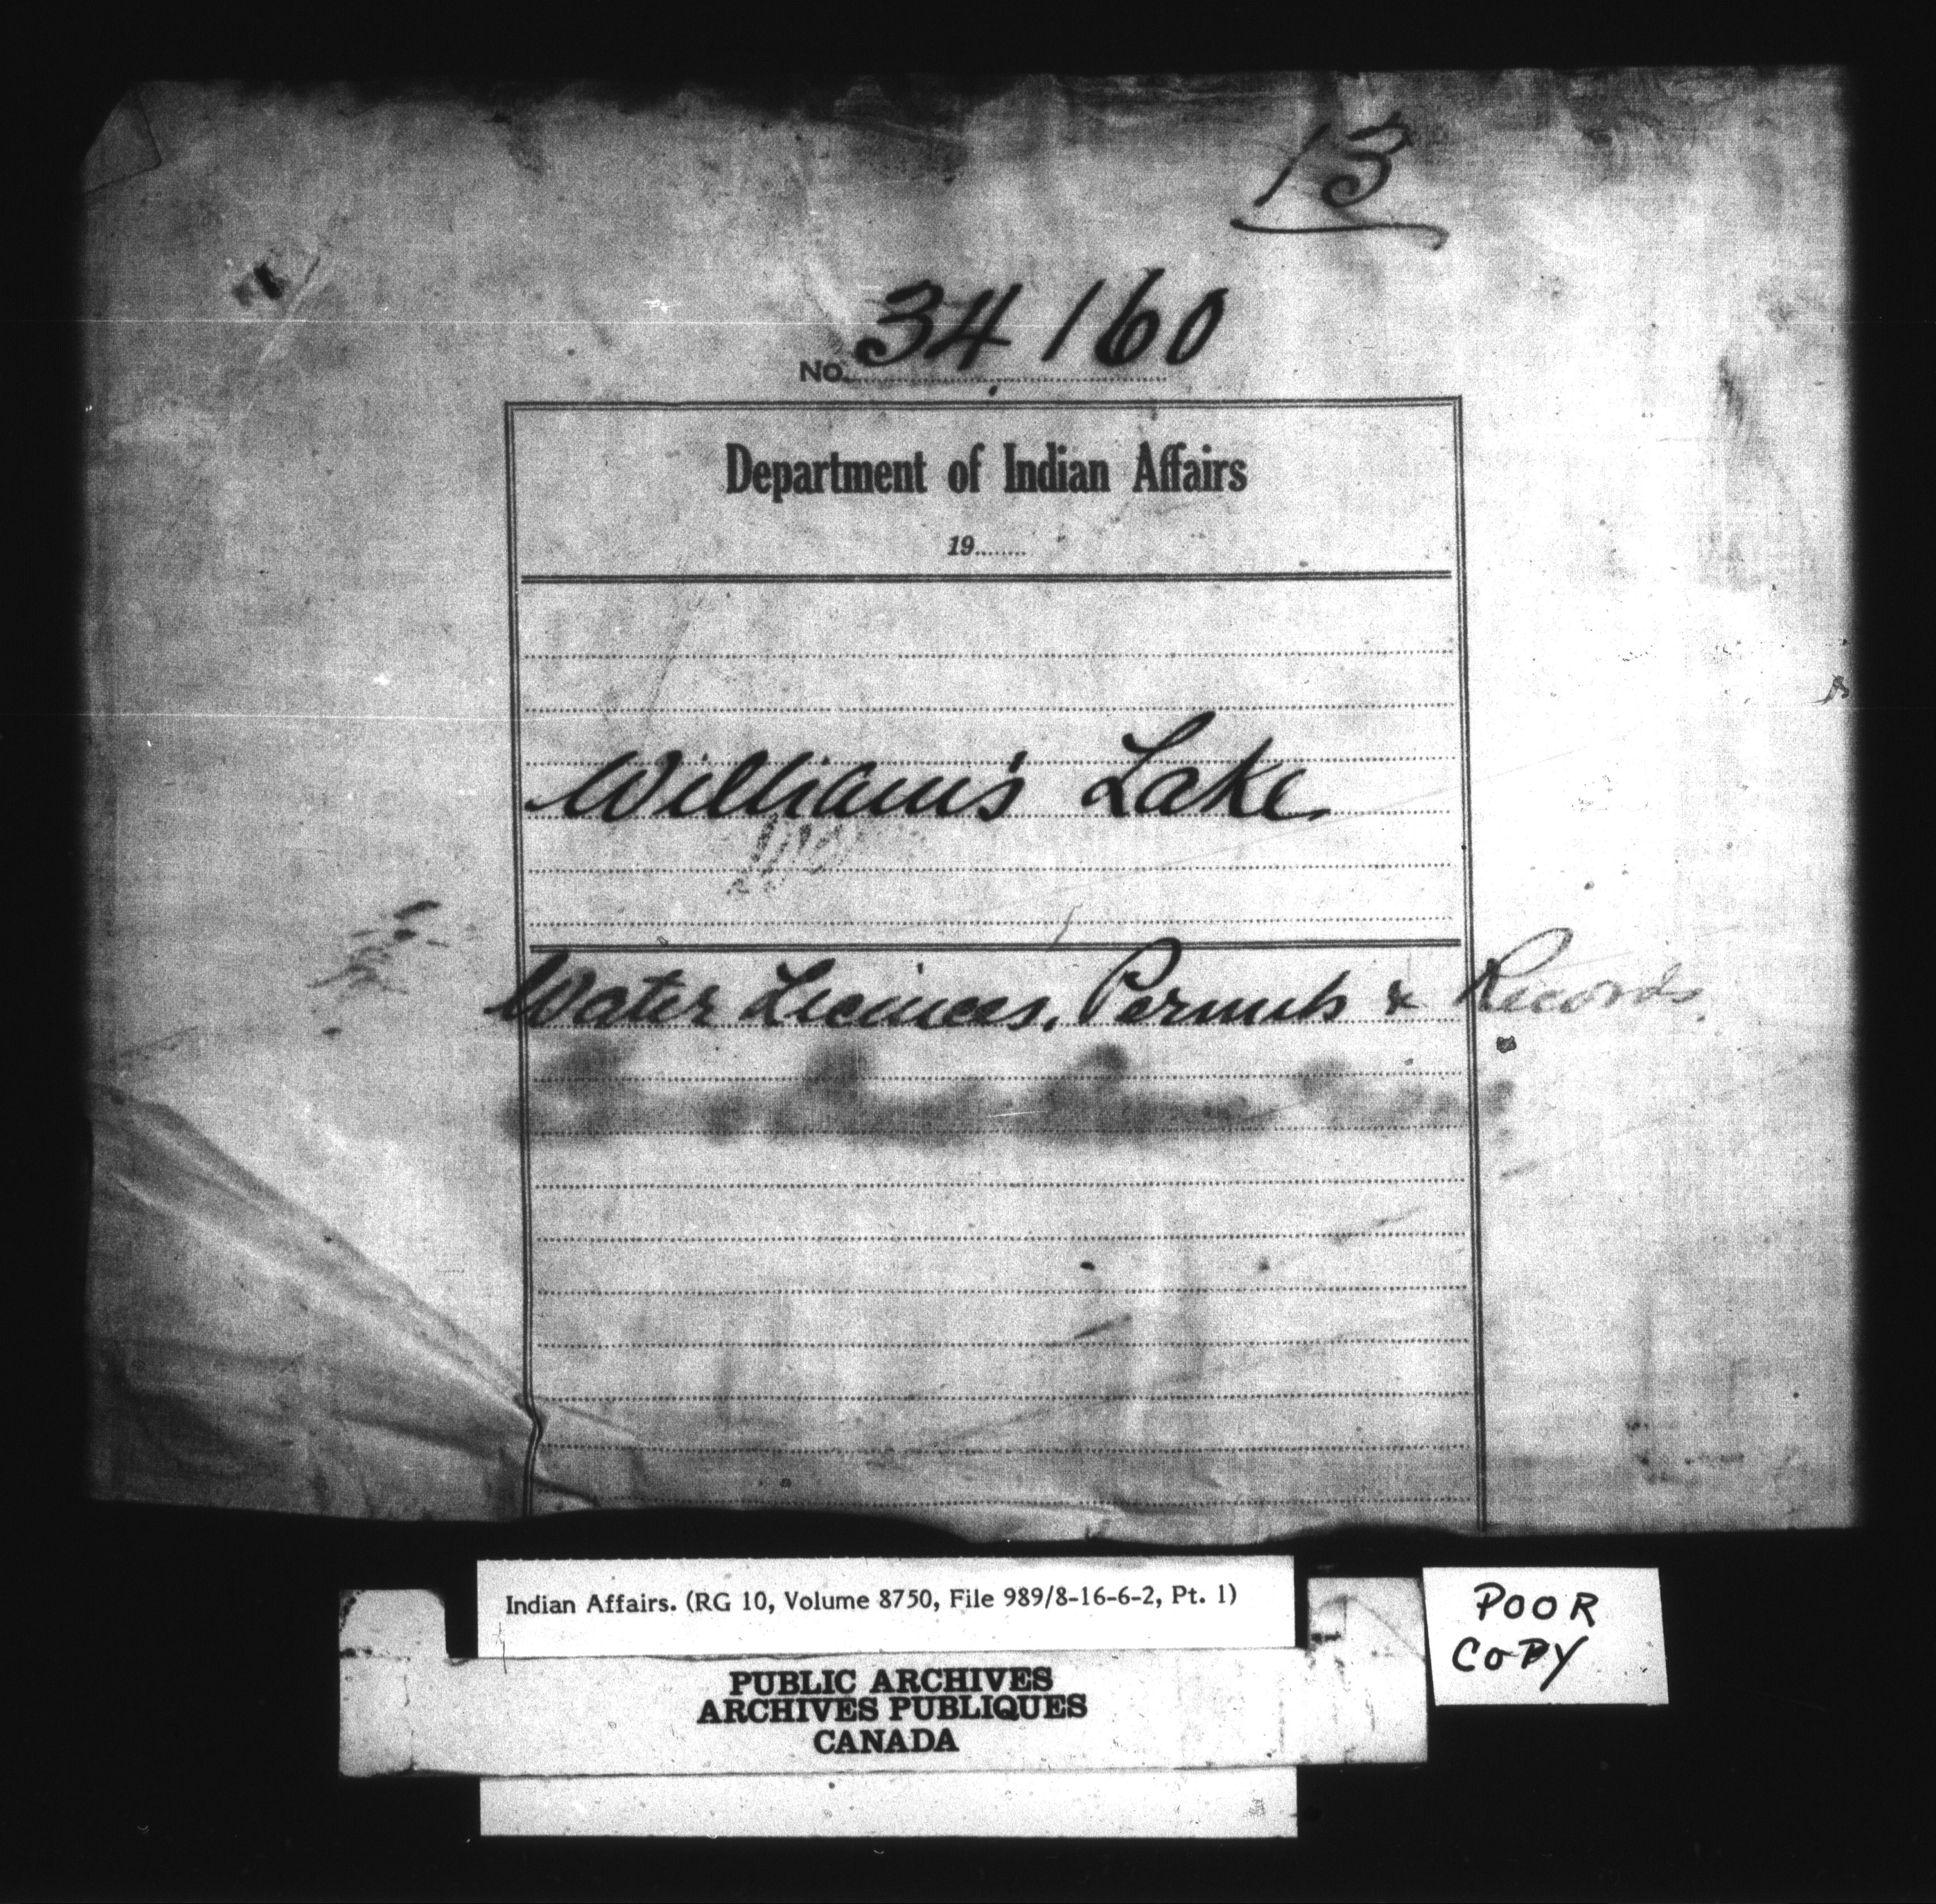 13
No. 34160
Department of Indian Affairs
19........
William's Lake
Water Licences, Permits & Records.
Indian Affairs. (RG 10, Volume 8750, File 989/8-16-6-2, Pt. 1)
PUBLIC ARCHIVES
ARCHIVES PUBLIQUES
CANADA
POOR
COPY